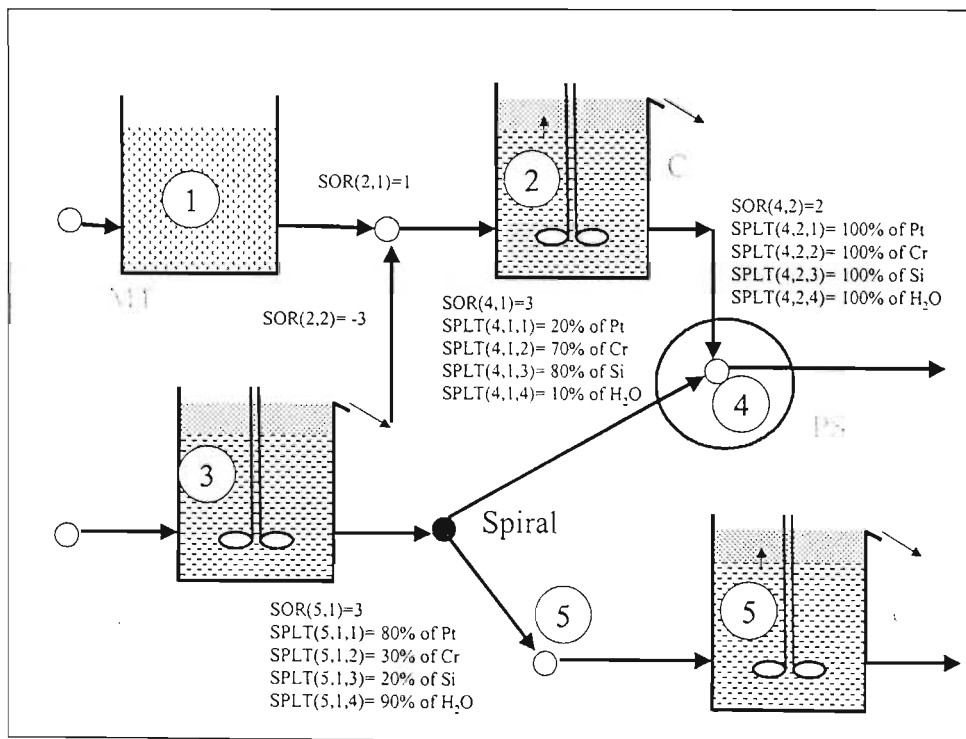 1
SOR(2,1)=1
2
C
SOR(4,2)=2
SPLT(4,2,1)= 100% of Pt
SPLT(4,2,2)= 100% of Cr
SPLT(4,2,3)= 100% of Si
SPLT(4,2,4)= 100% of H₂O
MT
SOR(2,2)= -3
SOR(4,1)=3
SPLT(4,1,1)= 20% of Pt
SPLT(4,1,2)= 70% of Cr
SPLT(4,1,3)= 80% of Si
SPLT(4,1,4)= 10% of H₂O
4
PS
3
Spiral
SOR(5,1)=3
SPLT(5,1,1)= 80% of Pt
SPLT(5,1,2)= 30% of Cr
SPLT(5,1,3)= 20% of Si
SPLT(5,1,4)= 90% of H₂O
5
5